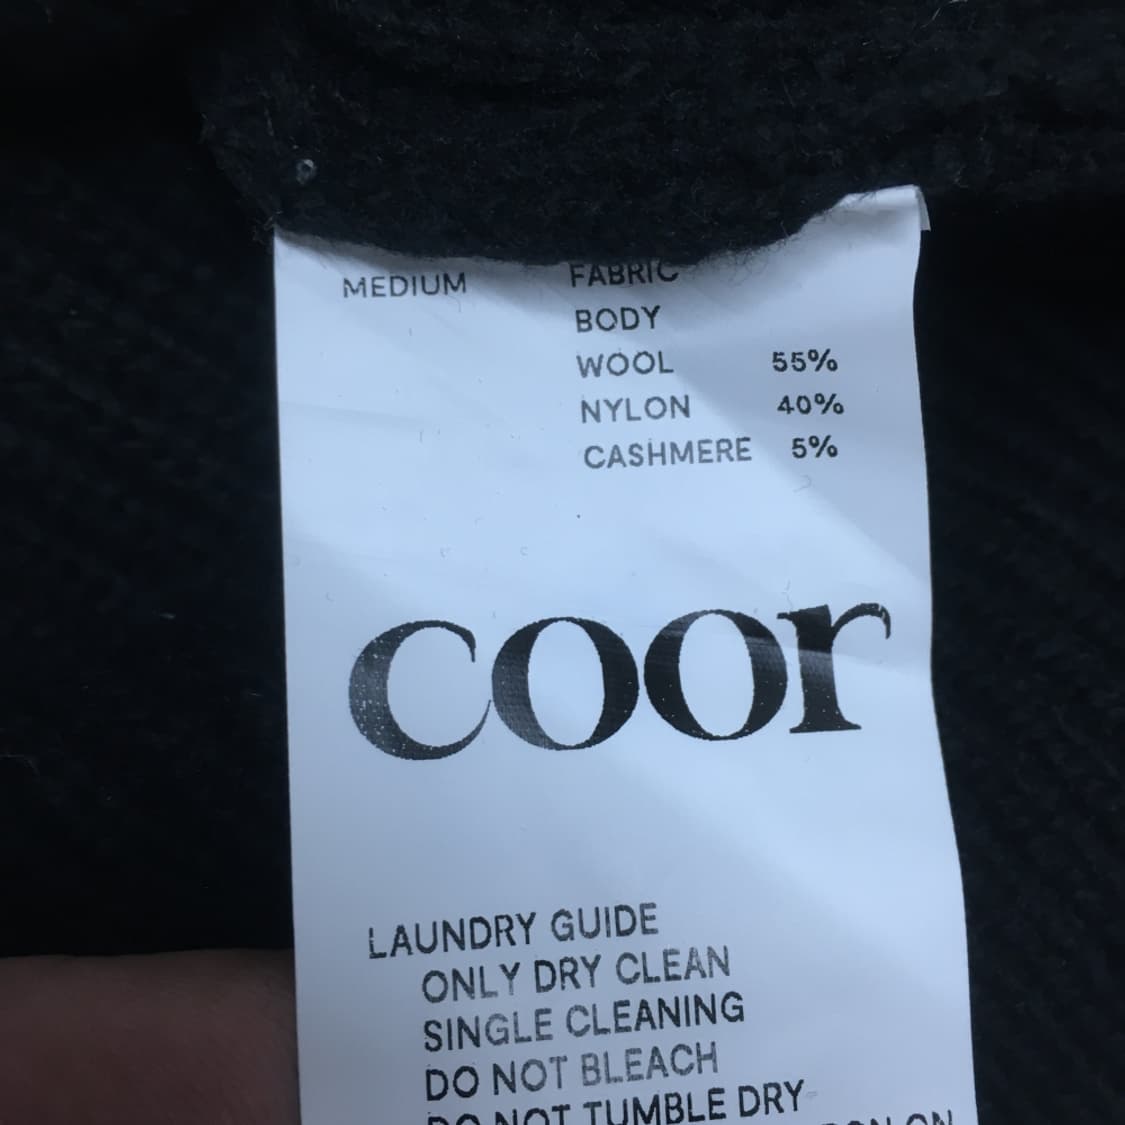 MEDIUM
FABRIC
BODY
WOOL 55%
NYLON 40%
CASHMERE 5%
coor
LAUNDRY GUIDE
ONLY DRY CLEAN
SINGLE CLEANING
DO NOT BLEACH
DO NOT TUMBLE DRY
ON